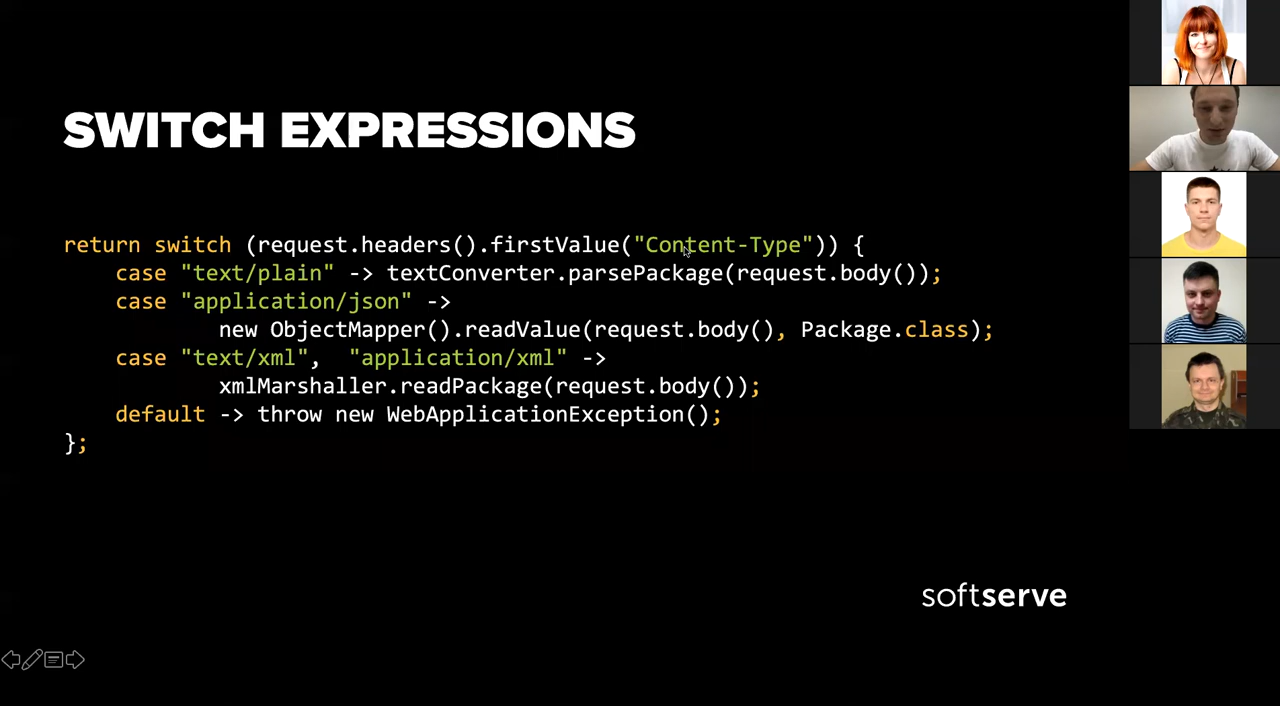 SWITCH EXPRESSIONS
return switch (request.headers().firstValue("Content-Type")) {
    case "text/plain" -> textConverter.parsePackage(request.body());
    case "application/json" ->
            new ObjectMapper().readValue(request.body(), Package.class);
    case "text/xml",  "application/xml" ->
            xmlMarshaller.readPackage(request.body());
    default -> throw new WebApplicationException();
};
softserve